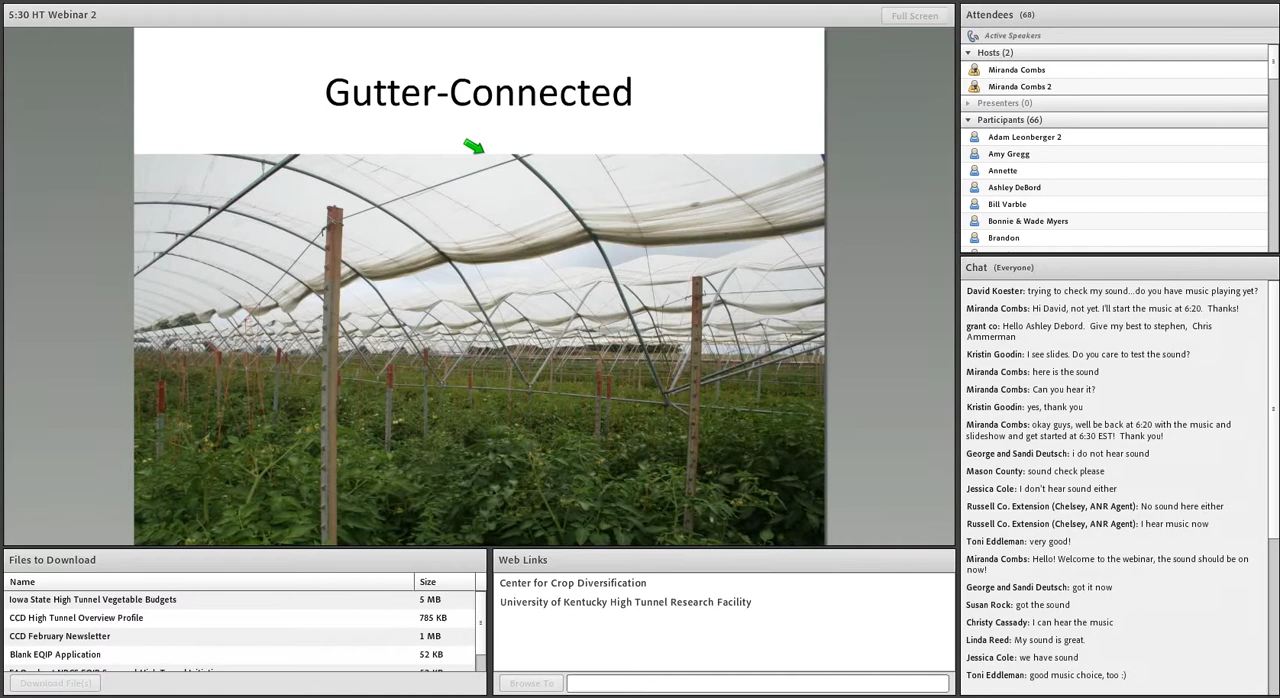 5:30 HT Webinar 2
Full Screen
Gutter-Connected
Files to Download
Name Size
Iowa State High Tunnel Vegetable Budgets 5 MB
CCD High Tunnel Overview Profile 785 KB
CCD February Newsletter 1 MB
Blank EQIP Application 52 KB
Download File(s)
Web Links
Center for Crop Diversification
University of Kentucky High Tunnel Research Facility
Browse To
Attendees (68)
Active Speakers
Hosts (2)
Miranda Combs
Miranda Combs 2
Presenters (0)
Participants (66)
Adam Leonberger 2
Amy Gregg
Annette
Ashley DeBord
Bill Varble
Bonnie & Wade Myers
Brandon
Chat (Everyone)
David Koester: trying to check my sound...do you have music playing yet?
Miranda Combs: Hi David, not yet. I'll start the music at 6:20. Thanks!
grant co: Hello Ashley Debord. Give my best to stephen, Chris
Ammerman
Kristin Goodin: I see slides. Do you care to test the sound?
Miranda Combs: here is the sound
Miranda Combs: Can you hear it?
Kristin Goodin: yes, thank you
Miranda Combs: okay guys, well be back at 6:20 with the music and
slideshow and get started at 6:30 EST! Thank you!
George and Sandi Deutsch: i do not hear sound
Mason County: sound check please
Jessica Cole: I don't hear sound either
Russell Co. Extension (Chelsey, ANR Agent): No sound here either
Russell Co. Extension (Chelsey, ANR Agent): I hear music now
Toni Eddleman: very good!
Miranda Combs: Hello! Welcome to the webinar, the sound should be on
now!
George and Sandi Deutsch: got it now
Susan Rock: got the sound
Christy Cassady: I can hear the music
Linda Reed: My sound is great.
Jessica Cole: we have sound
Toni Eddleman: good music choice, too :)